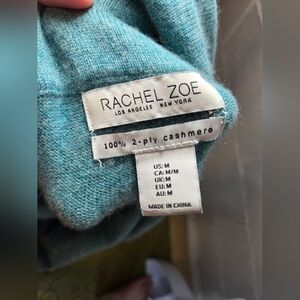 RACHEL ZOE
LOS ANGELES NEW YORK
100% 2-ply cashmere
US: M
CA: M/M
UK: M
EU: M
AU: M
MADE IN CHINA